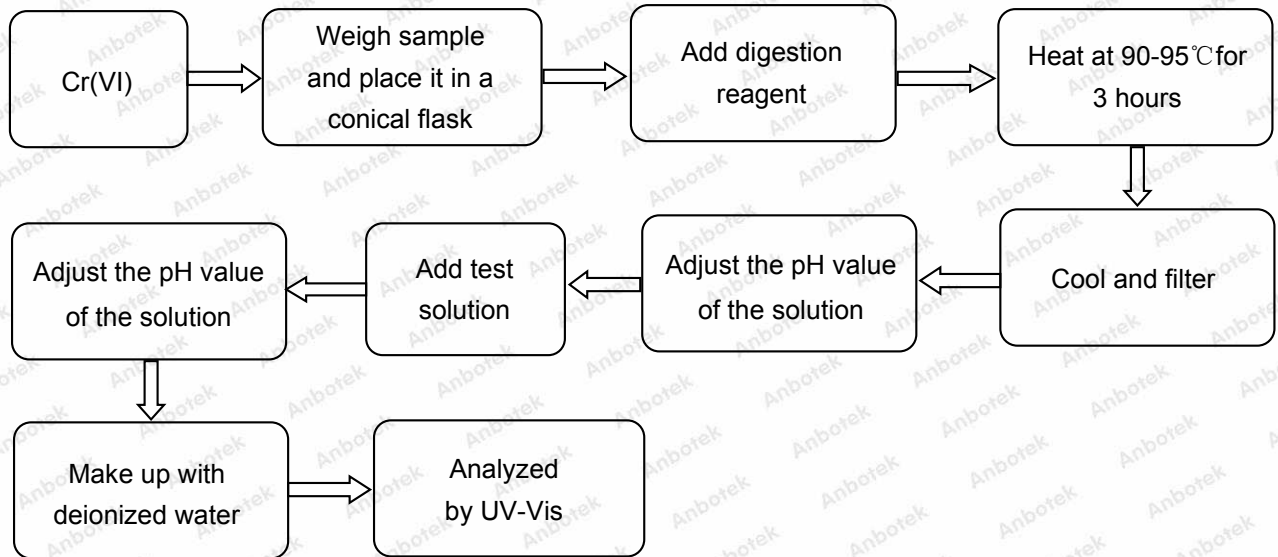 Cr(VI)
Weigh sample
and place it in a
conical flask
Add digestion
reagent
Heat at 90-95℃for
3 hours
Cool and filter
Adjust the pH value
of the solution
Add test
solution
Adjust the pH value
of the solution
Make up with
deionized water
Analyzed
by UV-Vis
Anbotek